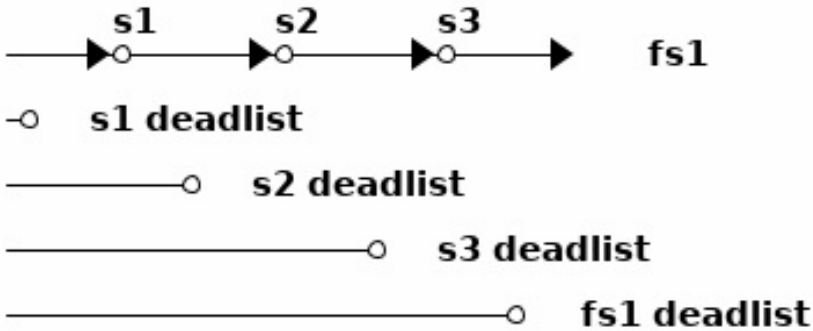 s1 s2 s3
fs1
s1 deadlist
s2 deadlist
s3 deadlist
fs1 deadlist